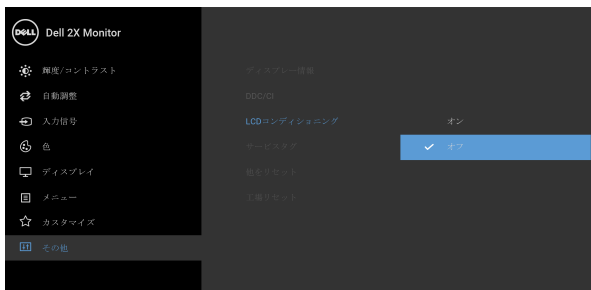 DELL Dell 2X Monitor
輝度/コントラスト
自動調整
入力信号
色
ディスプレイ
メニュー
カスタマイズ
その他
ディスプレー情報
DDC/CI
LCDコンディショニング
サービスタグ
他をリセット
工場リセット
オン
オフ